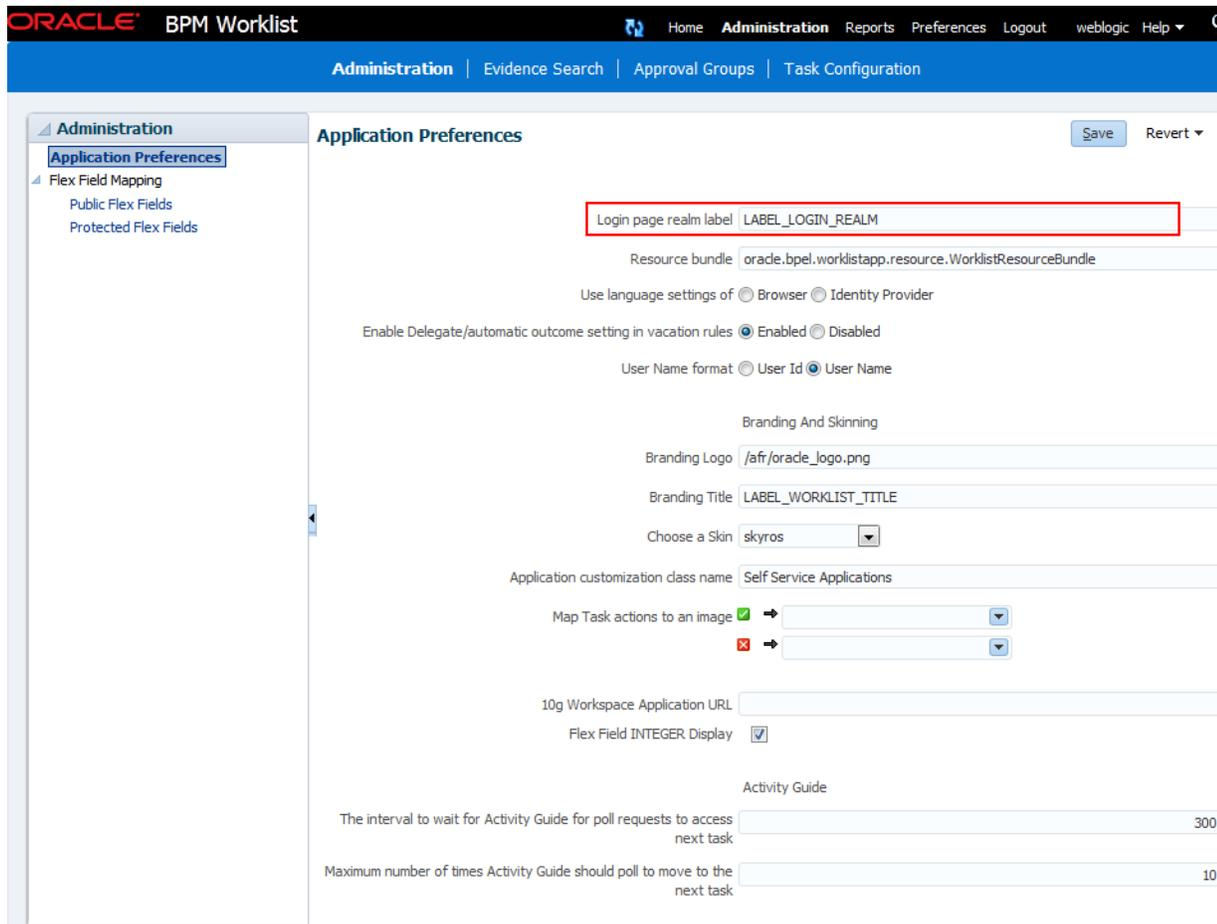 ORACLE BPM Worklist Home Administration Reports Preferences Logout weblogic Help
Administration Evidence Search Approval Groups Task Configuration
Administration
Application Preferences
Flex Field Mapping
Public Flex Fields
Protected Flex Fields
Application Preferences Save Revert
Login page realm label LABEL_LOGIN_REALM
Resource bundle oracle.bpel.worklistapp.resource.WorklistResourceBundle
Use language settings of Browser Identity Provider
Enable Delegate/automatic outcome setting in vacation rules Enabled Disabled
User Name format User Id User Name
Branding And Skinning
Branding Logo /afr/oracle_logo.png
Branding Title LABEL_WORKLIST_TITLE
Choose a Skin skyros
Application customization class name Self Service Applications
Map Task actions to an image
10g Workspace Application URL
Flex Field INTEGER Display
Activity Guide
The interval to wait for Activity Guide for poll requests to access 300
next task
Maximum number of times Activity Guide should poll to move to the 10
next task